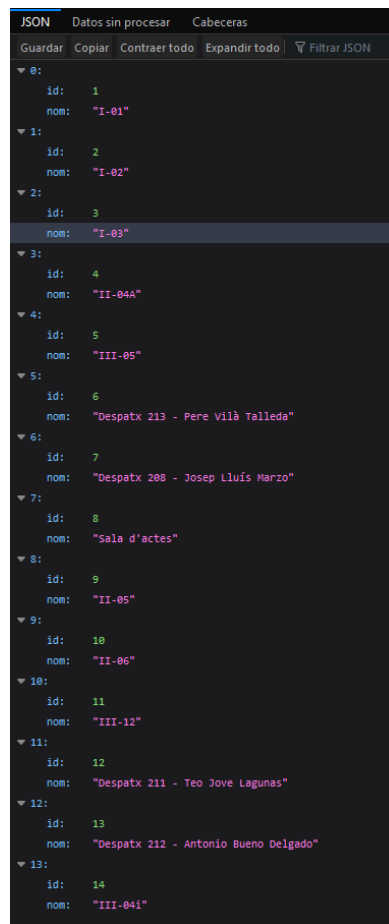 JSON Datos sin procesar Cabeceras
Guardar Copiar Contraer todo Expandir todo Filtrar JSON
0:
id: 1
nom: "I-01"
1:
id: 2
nom: "I-02"
2:
id: 3
nom: "I-03"
3:
id: 4
nom: "II-04A"
4:
id: 5
nom: "III-05"
5:
id: 6
nom: "Despatx 213 - Pere Vilà Talleda"
6:
id: 7
nom: "Despatx 208 - Josep Lluís Marzo"
7:
id: 8
nom: "Sala d'actes"
8:
id: 9
nom: "II-05"
9:
id: 10
nom: "II-06"
10:
id: 11
nom: "III-12"
11:
id: 12
nom: "Despatx 211 - Teo Jove Lagunas"
12:
id: 13
nom: "Despatx 212 - Antonio Bueno Delgado"
13:
id: 14
nom: "III-04i"